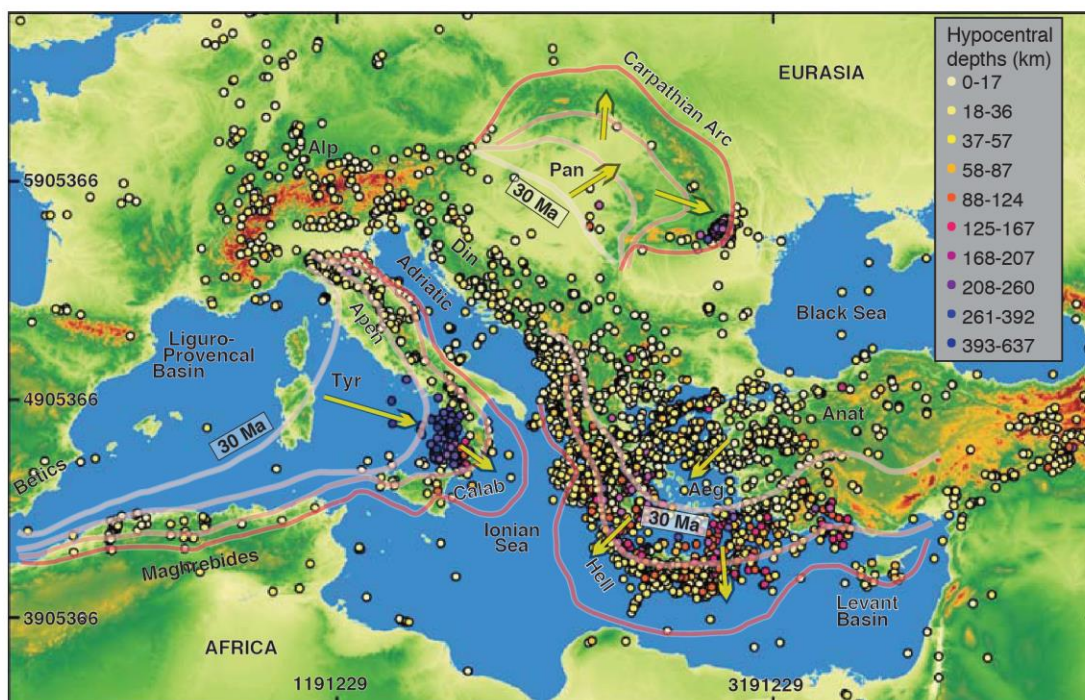 Hypocentral
depths (km)
0-17
18-36
37-57
58-87
88-124
125-167
168-207
208-260
261-392
393-637
EURASIA
Carpathian Arc
Alp
Pan
5905366
30 Ma
Din
Adriatic
Apen
Black Sea
Liguro-
Provencal
Basin
Tyr
4905366
Anat
30 Ma
Betics
Aeg
Calab
30 Ma
Ionian
Sea
Hell
Maghrebides
Levant
Basin
3905366
AFRICA
1191229
3191229